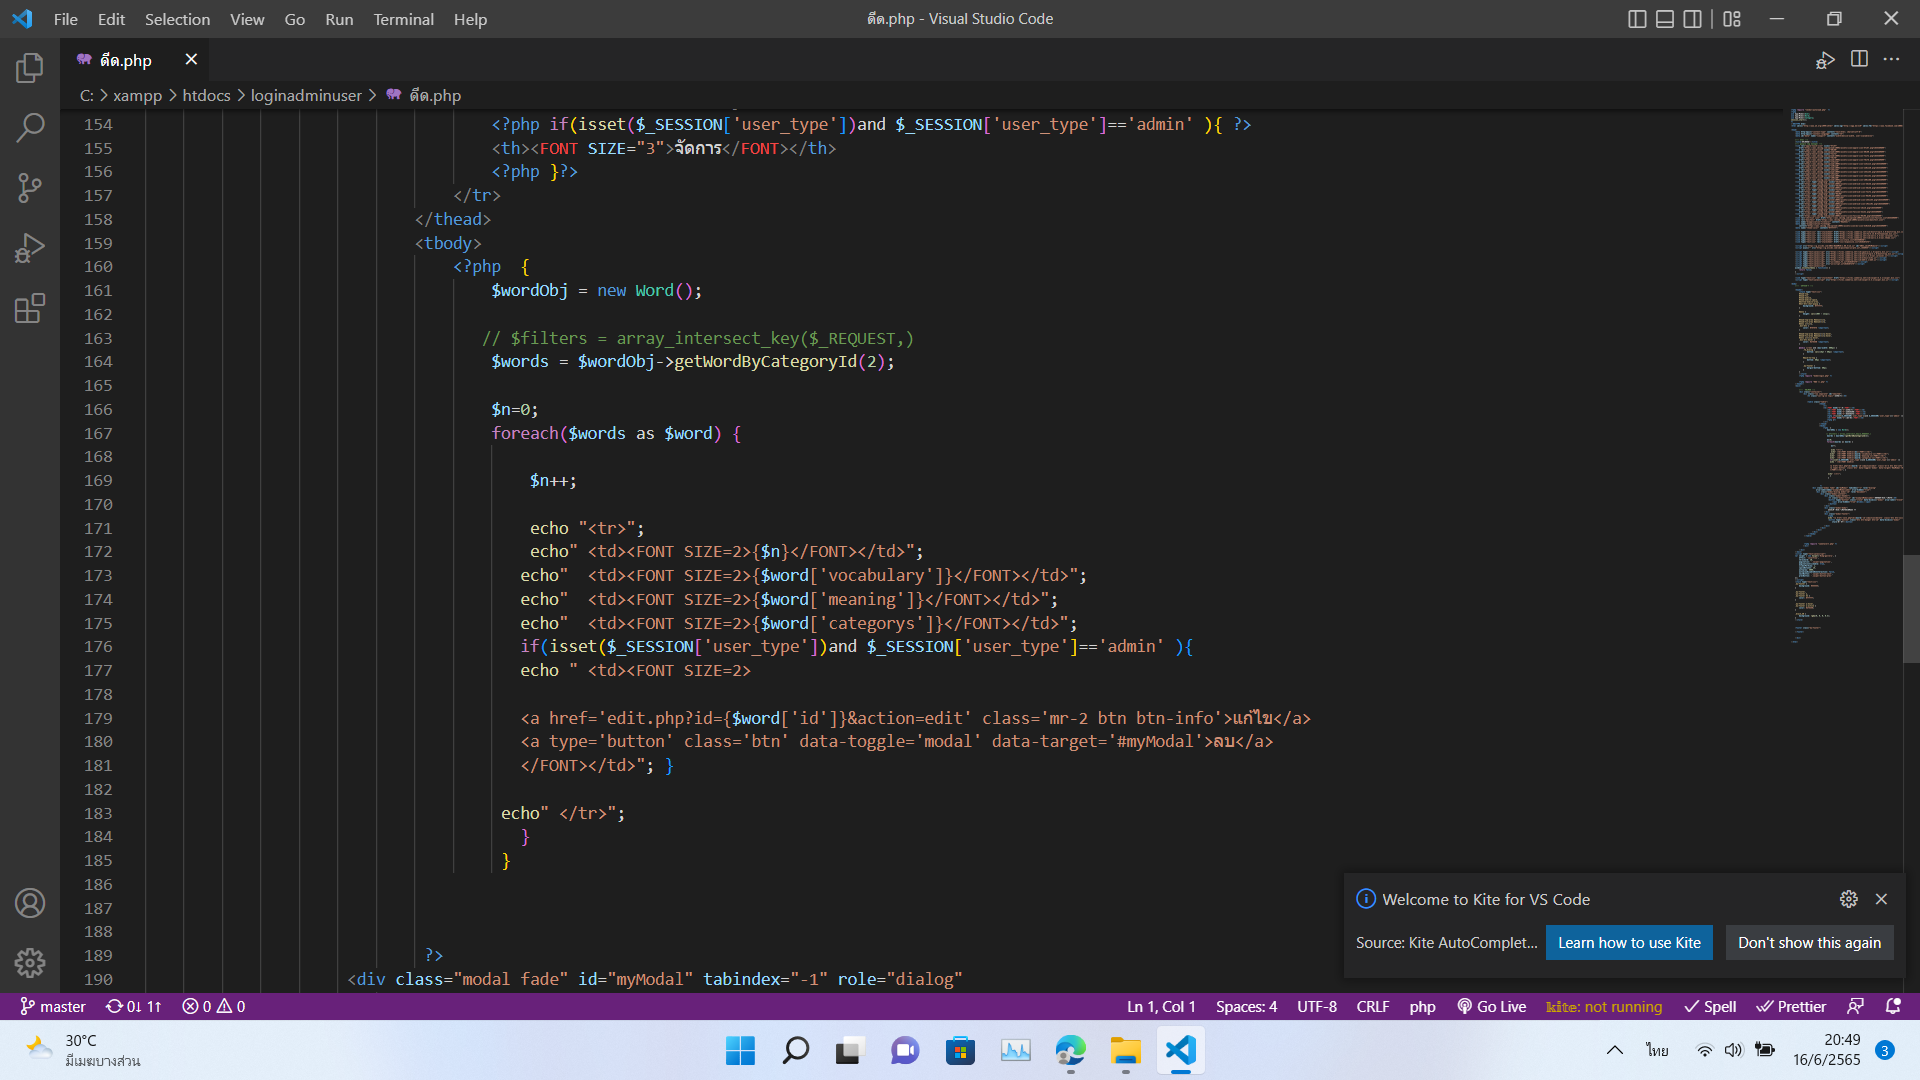 File Edit Selection View Go Run Terminal Help
ดีด.php - Visual Studio Code
ดีด.php
C: > xampp > htdocs > loginadminuser > ดีด.php
154 <?php if(isset($_SESSION['user_type'])and $_SESSION['user_type']=='admin' ){ ?>
155 <th><FONT SIZE="3">จัดการ</FONT></th>
156 <?php }?>
157 </tr>
158 </thead>
159 <tbody>
160 <?php  {
161 $wordObj = new Word();
162
163 // $filters = array_intersect_key($_REQUEST,)
164 $words = $wordObj->getWordByCategoryId(2);
165
166 $n=0;
167 foreach($words as $word) {
168
169 $n++;
170
171 echo "<tr>";
172 echo" <td><FONT SIZE=2>{$n}</FONT></td>";
173 echo"  <td><FONT SIZE=2>{$word['vocabulary']}</FONT></td>";
174 echo"  <td><FONT SIZE=2>{$word['meaning']}</FONT></td>";
175 echo"  <td><FONT SIZE=2>{$word['categorys']}</FONT></td>";
176 if(isset($_SESSION['user_type'])and $_SESSION['user_type']=='admin' ){
177 echo " <td><FONT SIZE=2>
178
179 <a href='edit.php?id={$word['id']}&action=edit' class='mr-2 btn btn-info'>แก้ไข</a>
180 <a type='button' class='btn' data-toggle='modal' data-target='#myModal'>ลบ</a>
181 </FONT></td>"; }
182
183 echo" </tr>";
184 }
185 }
186
187
188
189 ?>
190 <div class="modal fade" id="myModal" tabindex="-1" role="dialog"
Welcome to Kite for VS Code
Source: Kite AutoComplet... Learn how to use Kite Don't show this again
master 0↓ 1↑ 0 0 Ln 1, Col 1 Spaces: 4 UTF-8 CRLF php Go Live kite: not running Spell Prettier
30°C
มีเมฆบางส่วน
ไทย
20:49
16/6/2565
3